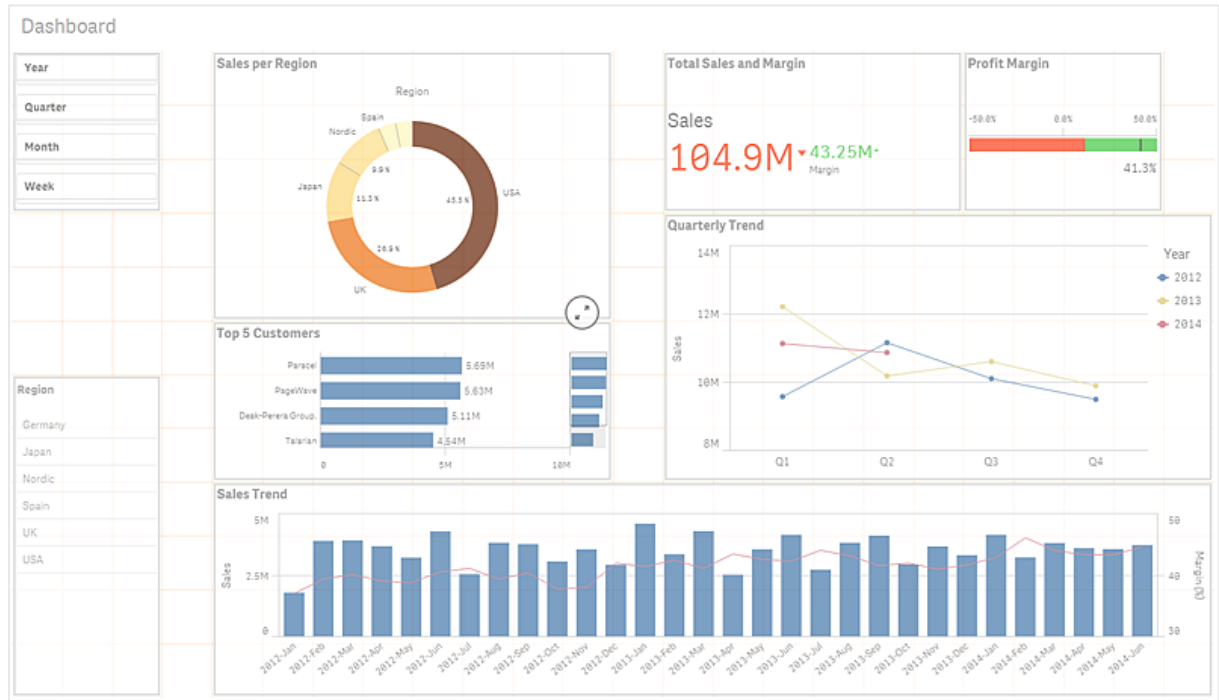 Dashboard
Year
Quarter
Month
Week
Region
Germany
Japan
Nordic
Spain
UK
USA
Sales per Region
Region
Spain
Nordic
Japan
UK
USA
9.9%
11.3%
26.9%
45.5%
Top 5 Customers
Paracel 5.69M
PageWave 5.63M
Deak-Perera Group. 5.11M
Talarian 4.54M
0 5M 10M
Total Sales and Margin
Sales
104.9M 43.25M
Margin
Profit Margin
-50.0% 0.0% 50.0%
41.3%
Quarterly Trend
14M
12M
10M
8M
Sales
Q1 Q2 Q3 Q4
Year
2012
2013
2014
Sales Trend
5M
2.5M
0
Sales
50
40
30
Margin (%)
2012-Jan 2012-Feb 2012-Mar 2012-Apr 2012-May 2012-Jun 2012-Jul 2012-Aug 2012-Sep 2012-Oct 2012-Nov 2012-Dec 2013-Jan 2013-Feb 2013-Mar 2013-Apr 2013-May 2013-Jun 2013-Jul 2013-Aug 2013-Sep 2013-Oct 2013-Nov 2013-Dec 2014-Jan 2014-Feb 2014-Mar 2014-Apr 2014-May 2014-Jun